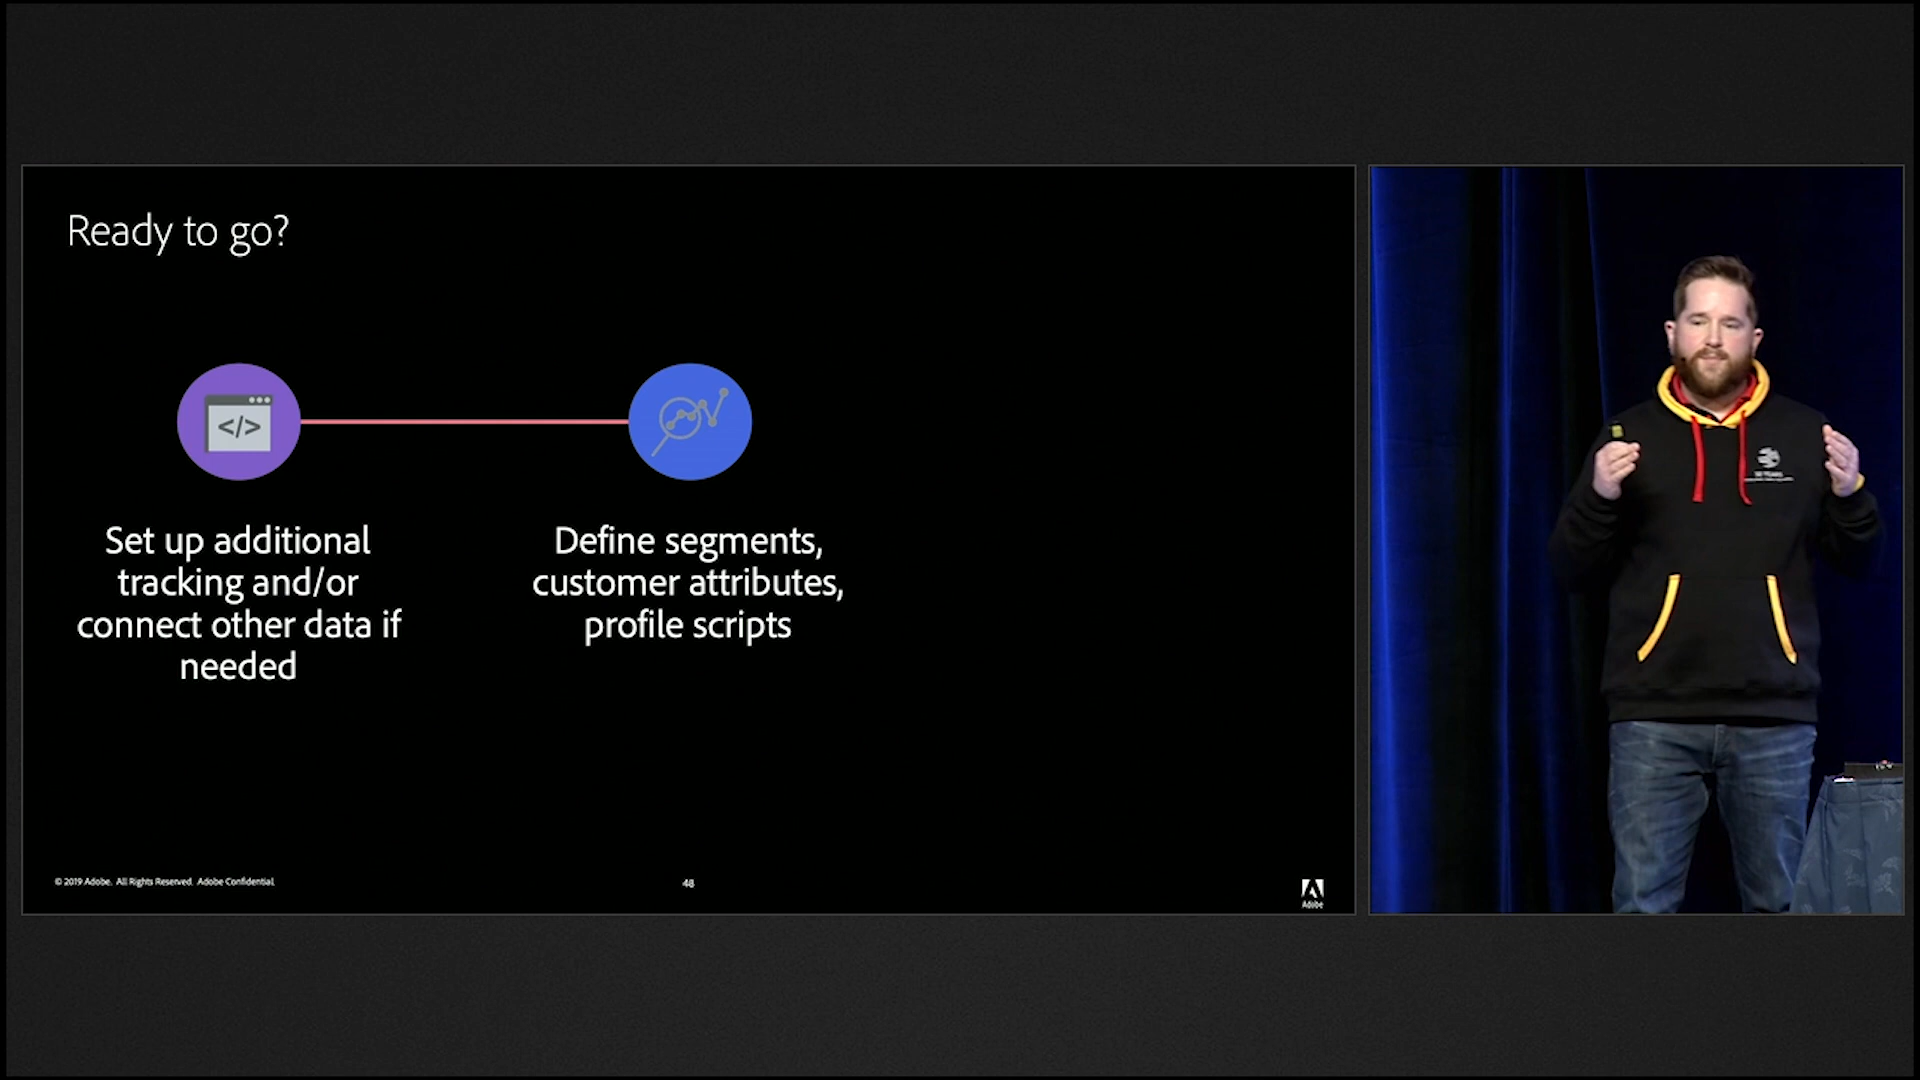 Ready to go?
</>
Set up additional
tracking and/or
connect other data if
needed
Define segments,
customer attributes,
profile scripts
© 2019 Adobe. All Rights Reserved. Adobe Confidential.
48
Adobe